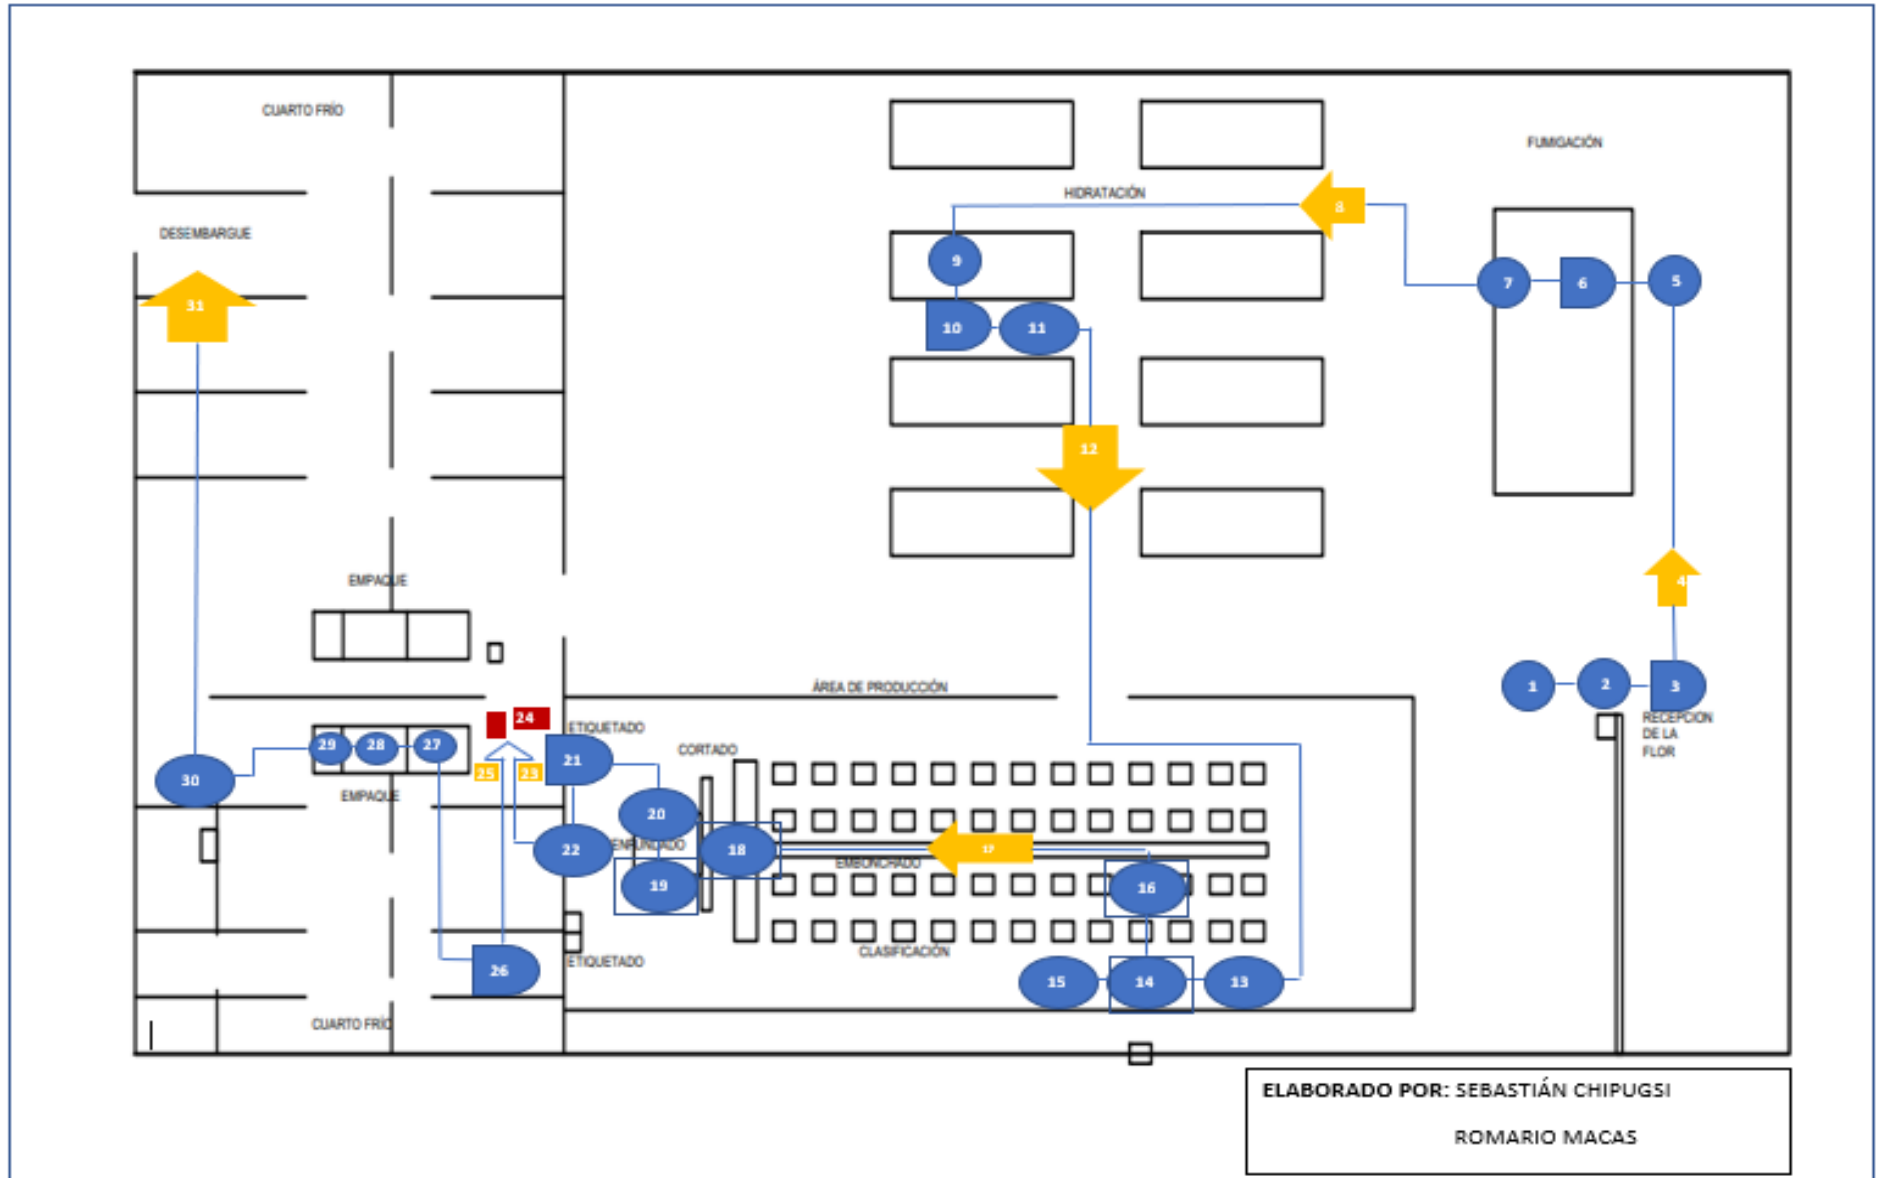 CUARTO FRÍO
FUMIGACIÓN
HIDRATACIÓN
8
DESEMBARGUE
9
7
6
5
31
10
11
12
EMPAQUE
4
1
2
3
ÁREA DE PRODUCCIÓN
RECEPCION
DE LA
FLOR
24
ETIQUETADO
29
28
27
CORTADO
21
25
23
30
EMPAQUE
20
22
ENFUNDADO
18
17
EMBONCHADO
19
16
CLASIFICACIÓN
26
ETIQUETADO
15
14
13
CUARTO FRÍO
ELABORADO POR: SEBASTIÁN CHIPUGSI
ROMARIO MACAS